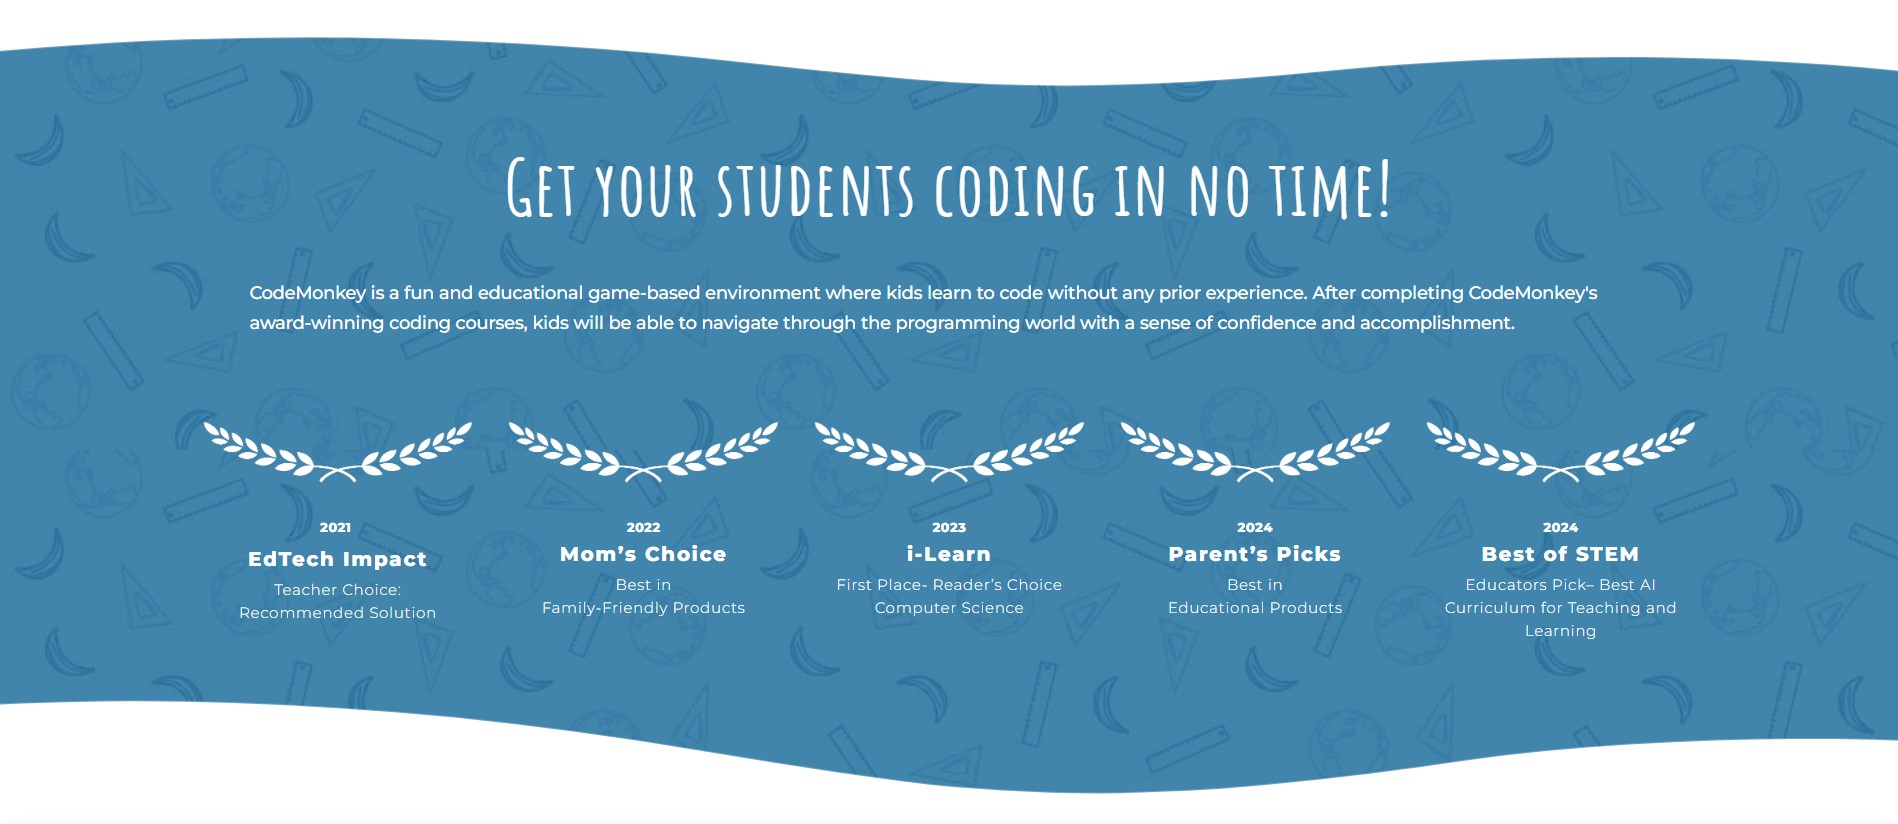 Get your students coding in no time!
CodeMonkey is a fun and educational game-based environment where kids learn to code without any prior experience. After completing CodeMonkey's
award-winning coding courses, kids will be able to navigate through the programming world with a sense of confidence and accomplishment.
2021
EdTech Impact
Teacher Choice:
Recommended Solution
2022
Mom’s Choice
Best in
Family-Friendly Products
2023
i-Learn
First Place- Reader’s Choice
Computer Science
2024
Parent’s Picks
Best in
Educational Products
2024
Best of STEM
Educators Pick– Best AI
Curriculum for Teaching and
Learning